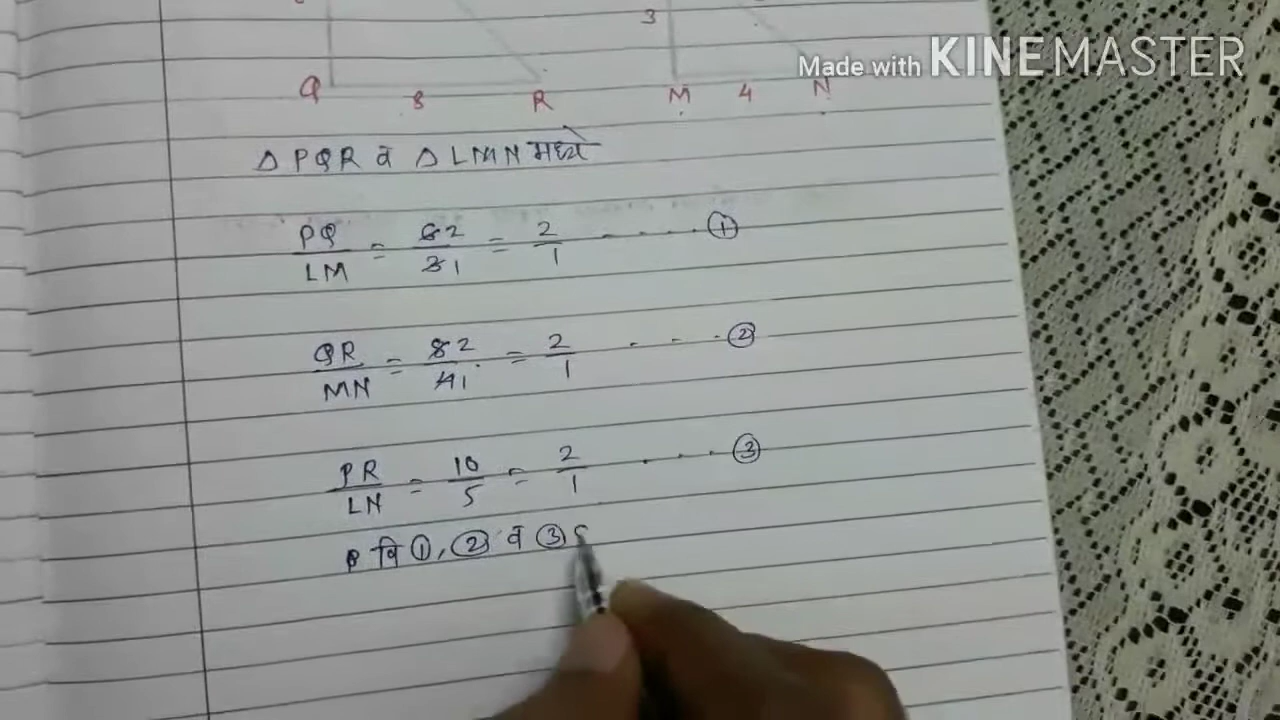 3
Made with KINEMASTER
Q 8 R M 4 N
△ PQR व △ LMN मध्ये
PQ/LM = 6 2/3 1 = 2/1 - - - - - ①
QR/MN = 8 2/4 1 = 2/1 - - - ②
PR/LN = 10/5 = 2/1 - - - ③
वि ①, ② व ③